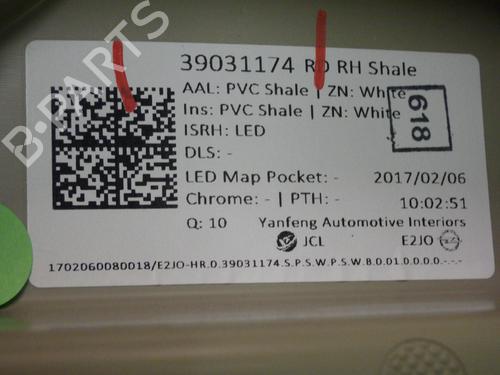 39031174 RD RH Shale
AAL: PVC Shale | ZN: White
Ins: PVC Shale | ZN: White
618
ISRH: LED
DLS: -
LED Map Pocket: - 2017/02/06
Chrome: - | PTH: - 10:02:51
Q: 10 Yanfeng Automotive Interiors
JCL E2JO
1702060080018/E2JO-HR.0.39031174.S.P.S.W.P.S.W.B.0.01.0.0.0.0.-.-.-
B-PARTS